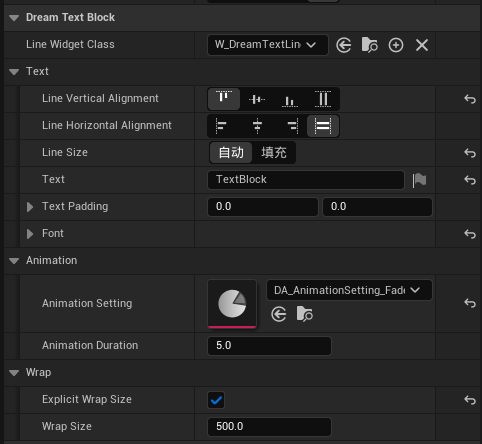 Dream Text Block
Line Widget Class W_DreamTextLin
Text
Line Vertical Alignment
Line Horizontal Alignment
Line Size 自动 填充
Text TextBlock
Text Padding 0.0 0.0
Font
Animation
Animation Setting DA_AnimationSetting_Fade
Animation Duration 5.0
Wrap
Explicit Wrap Size
Wrap Size 500.0